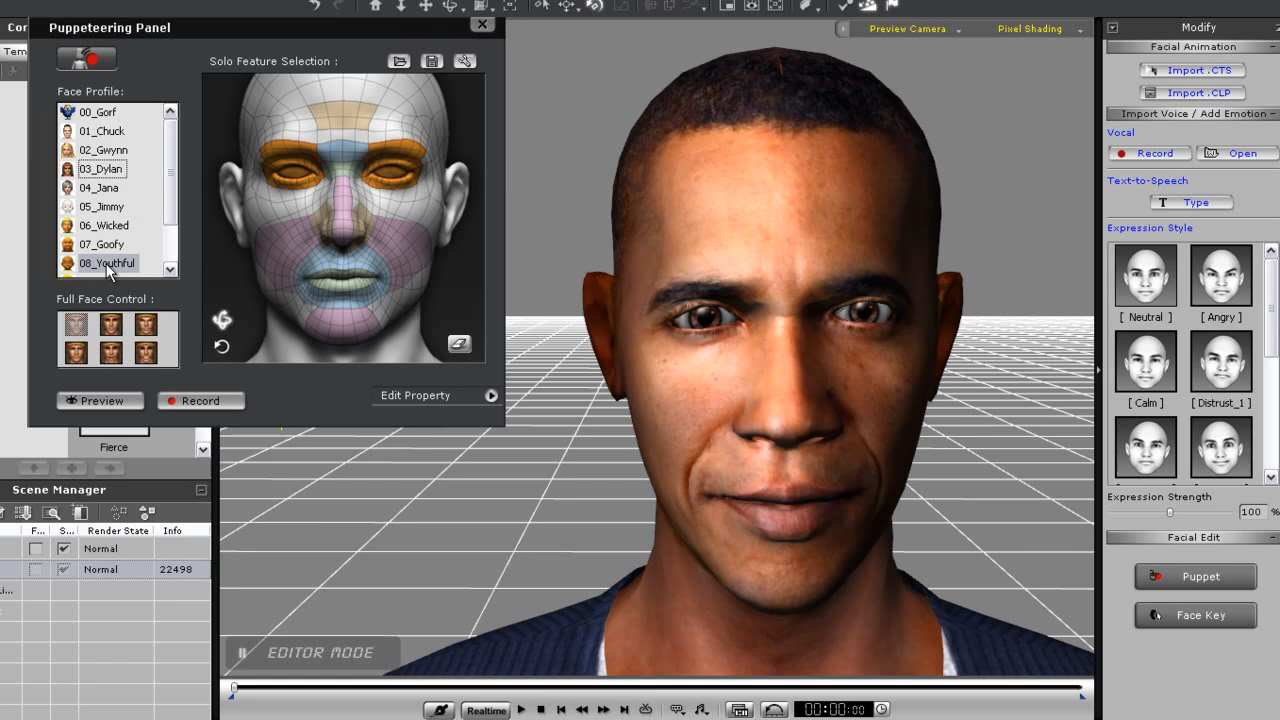 Puppeteering Panel
Solo Feature Selection :
Face Profile:
00_Gorf
01_Chuck
02_Gwynn
03_Dylan
04_Jana
05_Jimmy
06_Wicked
07_Goofy
08_Youthful
Full Face Control :
Preview
Record
Edit Property
Fierce
Scene Manager
F...
S...
Render State
Info
Normal
Normal
22498
Preview Camera
Pixel Shading
EDITOR MODE
Realtime
00:00:00
Modify
Facial Animation
Import .CTS
Import .CLP
Import Voice / Add Emotion
Vocal
Record
Open
Text-to-Speech
T Type
Expression Style
[ Neutral ]
[ Angry ]
[ Calm ]
[ Distrust_1 ]
Expression Strength
100 %
Facial Edit
Puppet
Face Key